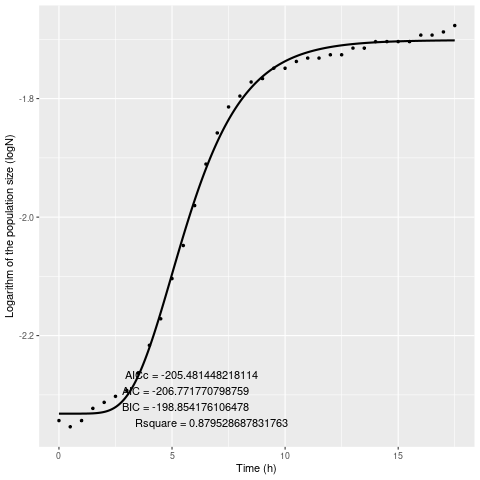 -1.8
-2.0
-2.2
Logarithm of the population size (logN)
AICc = -205.481448218114
AIC = -206.771770798759
BIC = -198.854176106478
Rsquare = 0.879528687831763
0 5 10 15
Time (h)